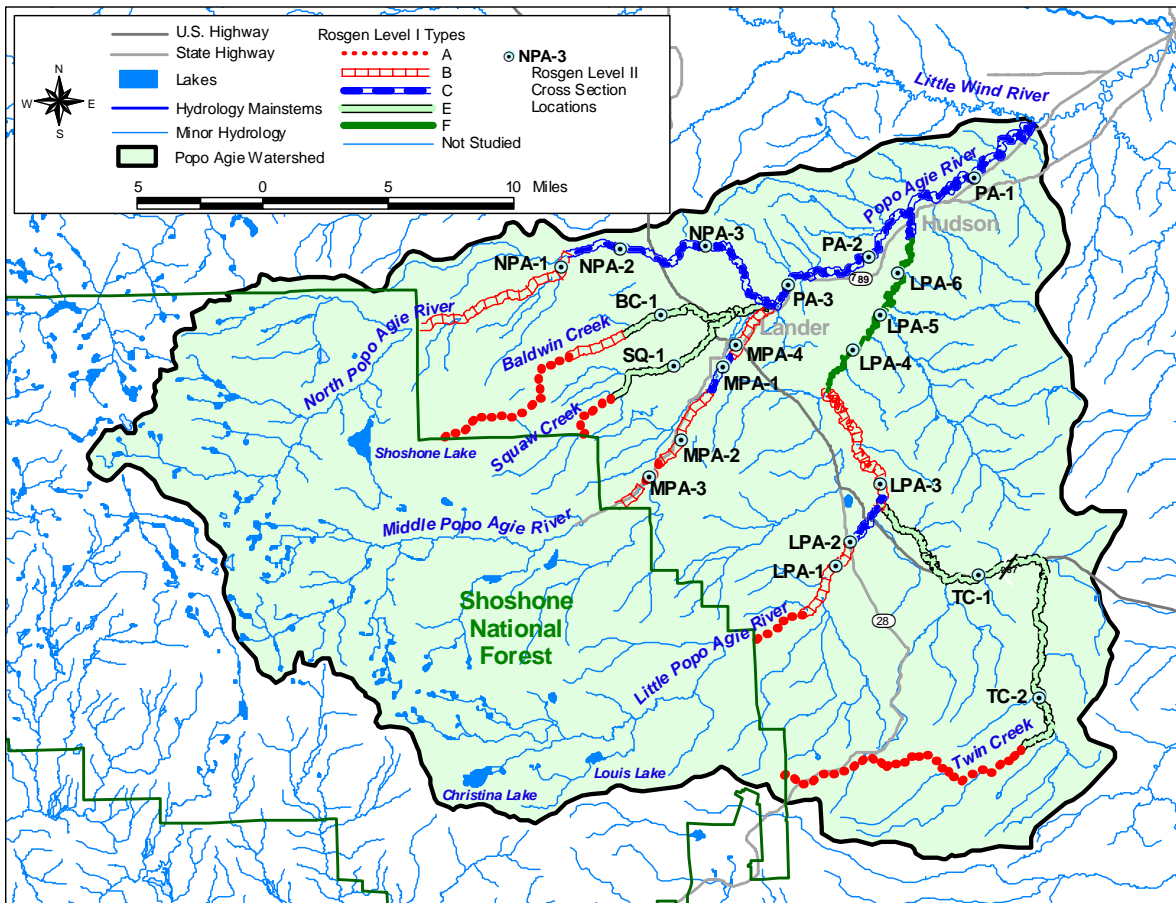 U.S. Highway
State Highway
Lakes
Hydrology Mainstems
Minor Hydrology
Popo Agie Watershed
N
W E
S
Rosgen Level I Types
A
B
C
E
F
Not Studied
NPA-3
Rosgen Level II
Cross Section
Locations
5 0 5 10 Miles
Little Wind River
Popo Agie River
PA-1
Hudson
NPA-3
PA-2
NPA-1
NPA-2
789
LPA-6
PA-3
BC-1
LPA-5
Lander
North Popo Agie River
Baldwin Creek
MPA-4
LPA-4
SQ-1
MPA-1
Squaw Creek
Shoshone Lake
MPA-2
MPA-3
LPA-3
Middle Popo Agie River
LPA-2
LPA-1
TC-1
Shoshone
National
Forest
28
Little Popo Agie River
TC-2
Twin Creek
Louis Lake
Christina Lake